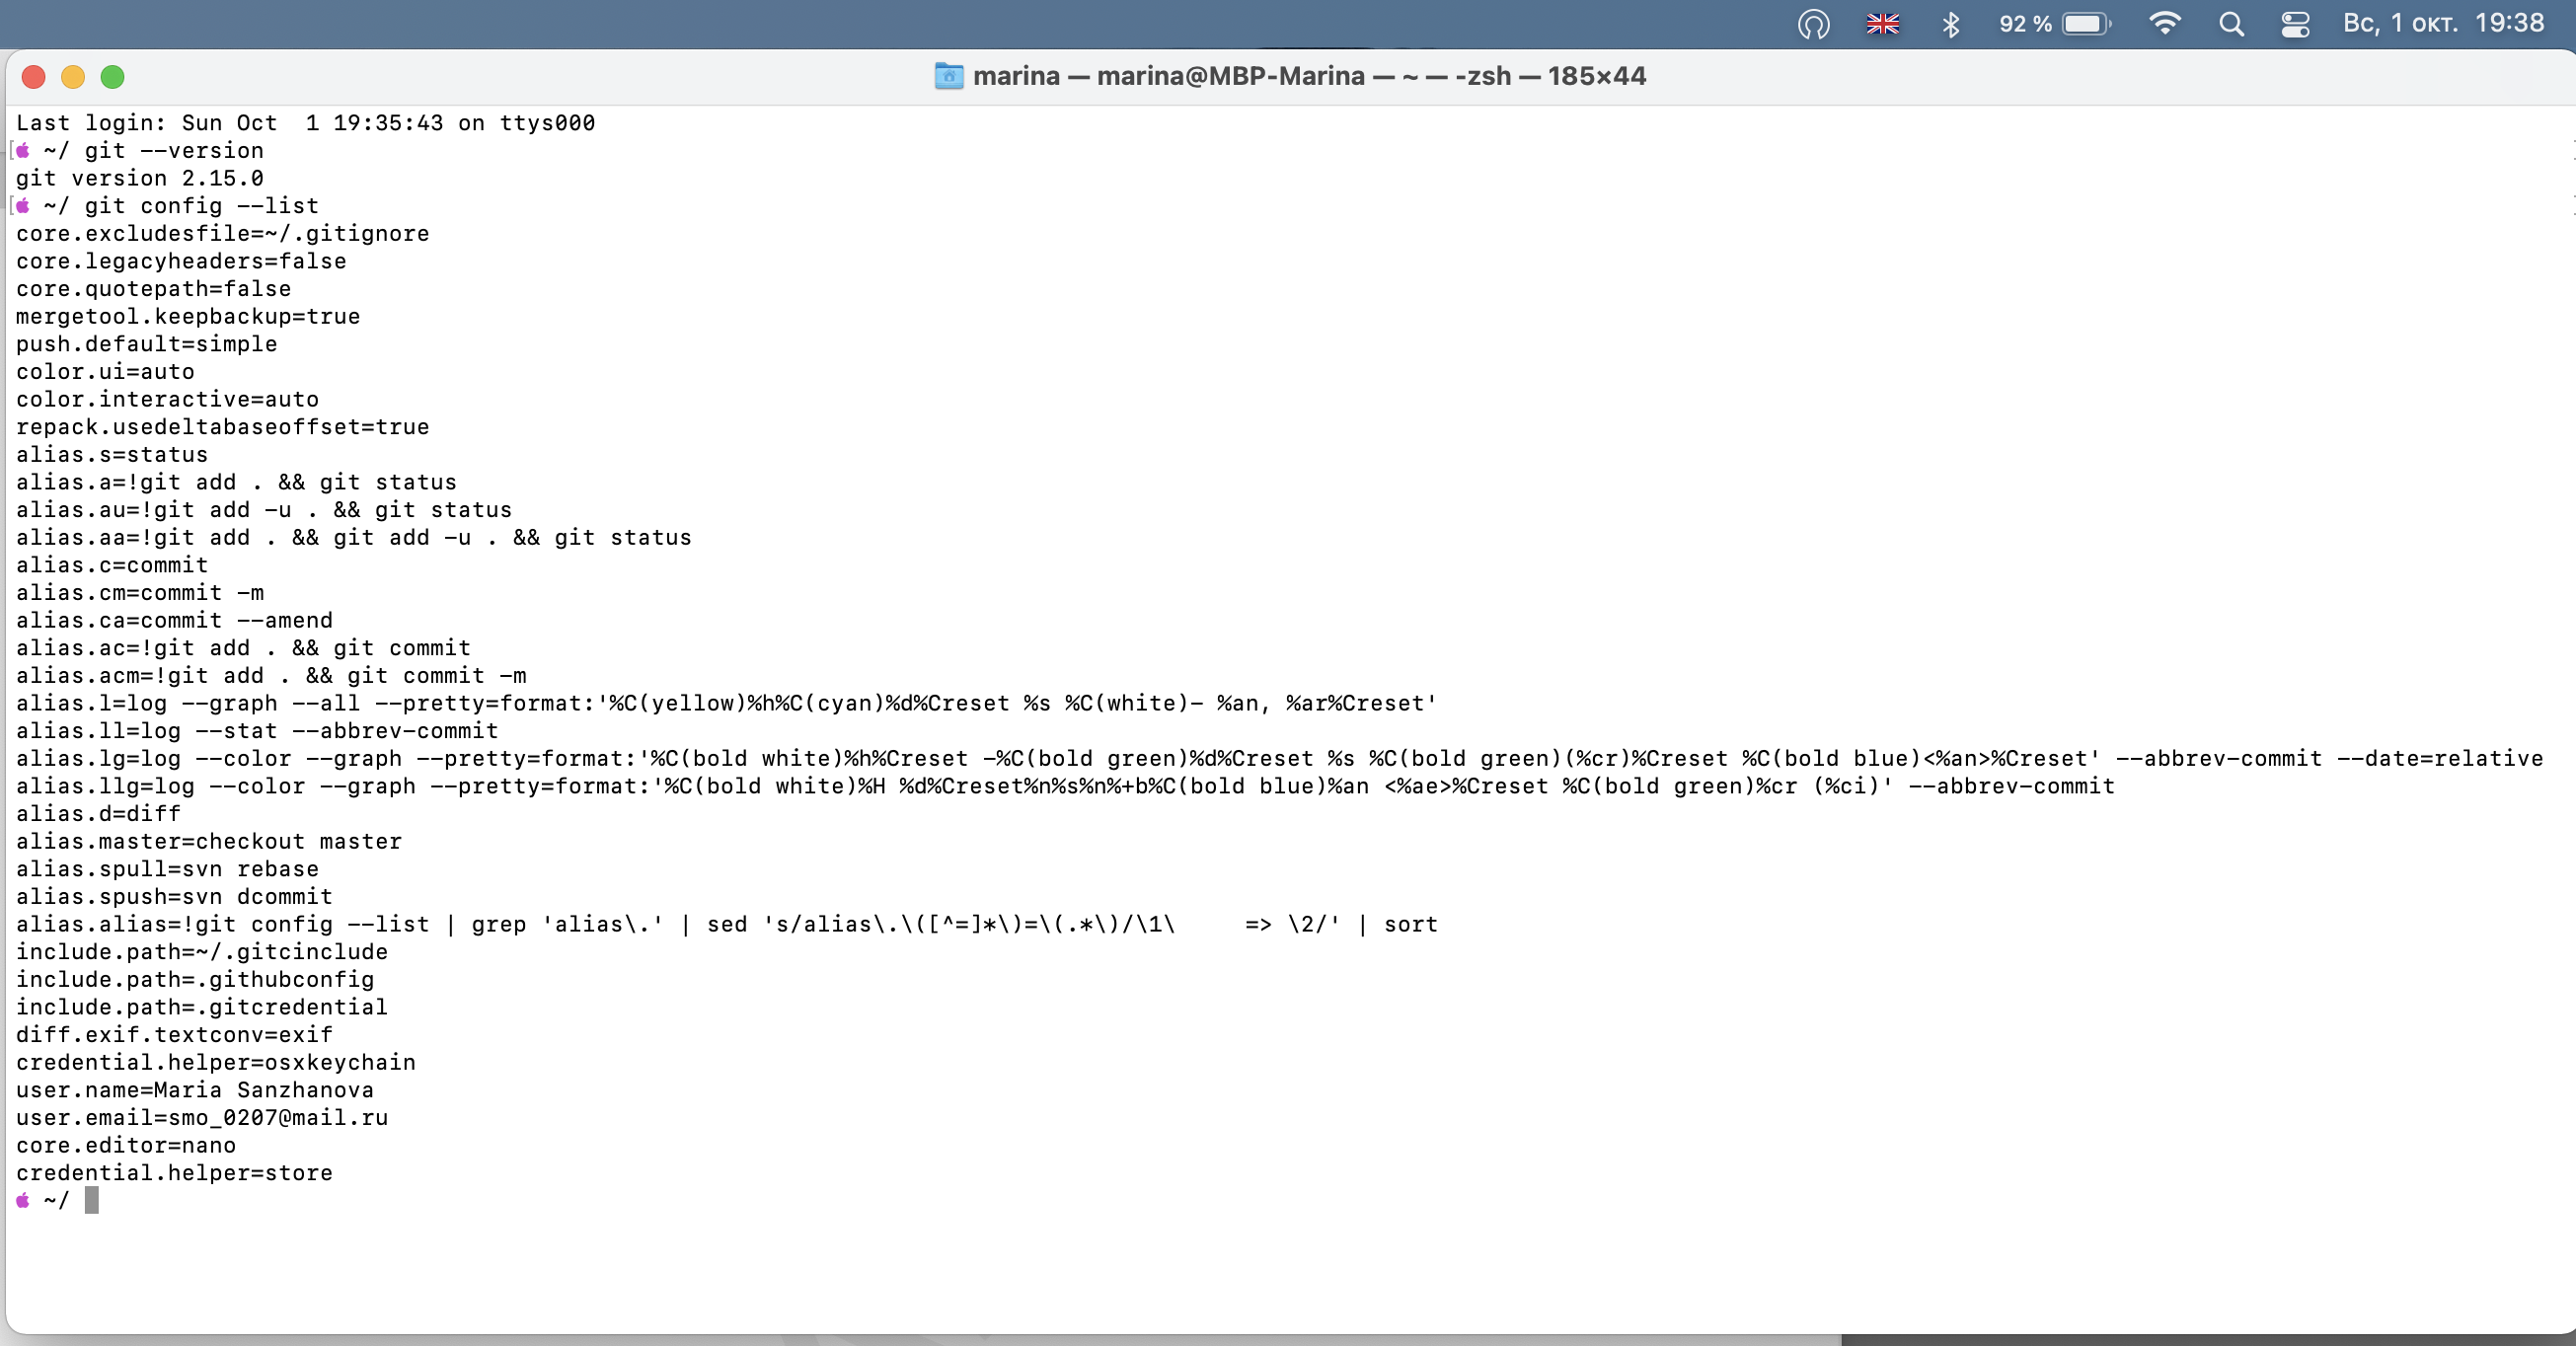 92 % Вс, 1 окт. 19:38
marina — marina@MBP-Marina — ~ — -zsh — 185×44
Last login: Sun Oct  1 19:35:43 on ttys000
~/ git --version
git version 2.15.0
~/ git config --list
core.excludesfile=~/.gitignore
core.legacyheaders=false
core.quotepath=false
mergetool.keepbackup=true
push.default=simple
color.ui=auto
color.interactive=auto
repack.usedeltabaseoffset=true
alias.s=status
alias.a=!git add . && git status
alias.au=!git add -u . && git status
alias.aa=!git add . && git add -u . && git status
alias.c=commit
alias.cm=commit -m
alias.ca=commit --amend
alias.ac=!git add . && git commit
alias.acm=!git add . && git commit -m
alias.l=log --graph --all --pretty=format:'%C(yellow)%h%C(cyan)%d%Creset %s %C(white)- %an, %ar%Creset'
alias.ll=log --stat --abbrev-commit
alias.lg=log --color --graph --pretty=format:'%C(bold white)%h%Creset -%C(bold green)%d%Creset %s %C(bold green)(%cr)%Creset %C(bold blue)<%an>%Creset' --abbrev-commit --date=relative
alias.llg=log --color --graph --pretty=format:'%C(bold white)%H %d%Creset%n%s%n%+b%C(bold blue)%an <%ae>%Creset %C(bold green)%cr (%ci)' --abbrev-commit
alias.d=diff
alias.master=checkout master
alias.spull=svn rebase
alias.spush=svn dcommit
alias.alias=!git config --list | grep 'alias\.' | sed 's/alias\.\([^=]*\)=\(.*\)/\1\     => \2/' | sort
include.path=~/.gitcinclude
include.path=.githubconfig
include.path=.gitcredential
diff.exif.textconv=exif
credential.helper=osxkeychain
user.name=Maria Sanzhanova
user.email=smo_0207@mail.ru
core.editor=nano
credential.helper=store
~/